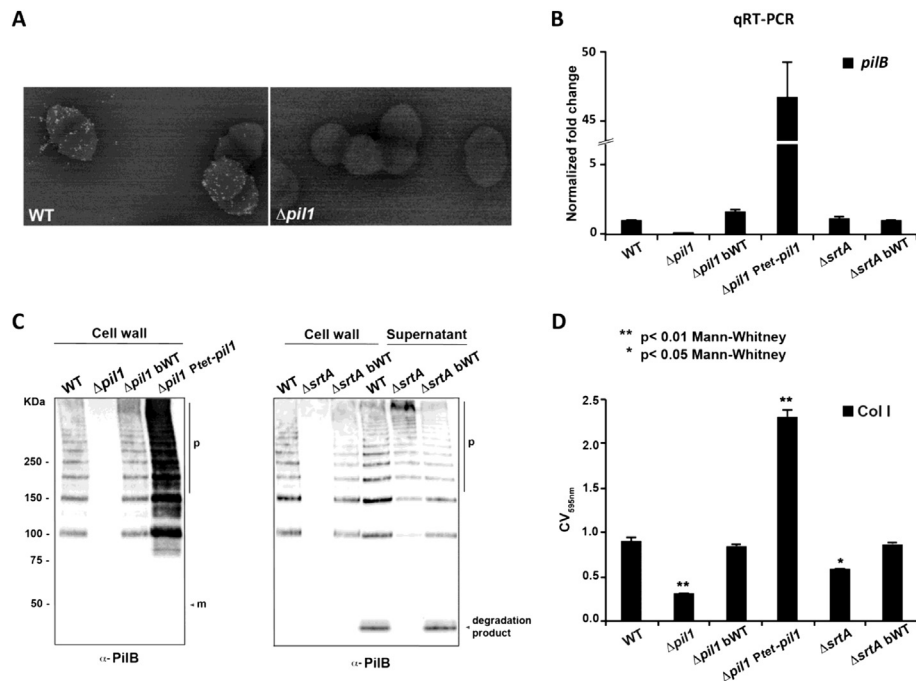 A
WT
Δpil1
B
qRT-PCR
pilB
Normalized fold change
50
45
5
0
WT
Δpil1
Δpil1 bWT
Δpil1 Ptet-pil1
ΔsrtA
ΔsrtA bWT
C
Cell wall
WT
Δpil1
Δpil1 bWT
Δpil1 Ptet-pil1
KDa
250 -
150 -
100 -
75 -
50 -
p
m
α-PilB
Cell wall
Supernatant
WT
ΔsrtA
ΔsrtA bWT
WT
ΔsrtA
ΔsrtA bWT
p
degradation
product
α-PilB
D
** p< 0.01 Mann-Whitney
* p< 0.05 Mann-Whitney
Col I
CV595nm
2.5
2.0
1.5
1.0
0.5
0.0
**
**
*
WT
Δpil1
Δpil1 bWT
Δpil1 Ptet-pil1
ΔsrtA
ΔsrtA bWT